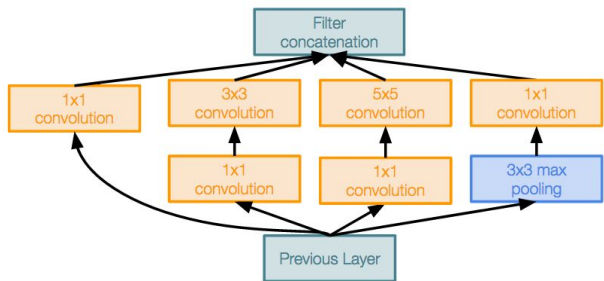 Filter
concatenation
1x1
convolution
3x3
convolution
5x5
convolution
1x1
convolution
1x1
convolution
1x1
convolution
3x3 max
pooling
Previous Layer